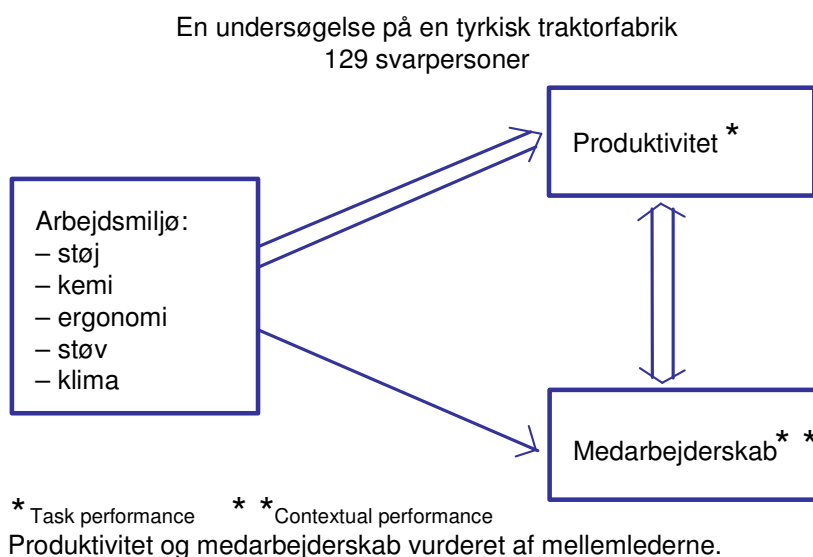 En undersøgelse på en tyrkisk traktorfabrik
129 svarpersoner
Produktivitet *
Arbejdsmiljø:
– støj
– kemi
– ergonomi
– støv
– klima
Medarbejderskab* *
* Task performance * *Contextual performance
Produktivitet og medarbejderskab vurderet af mellemlederne.